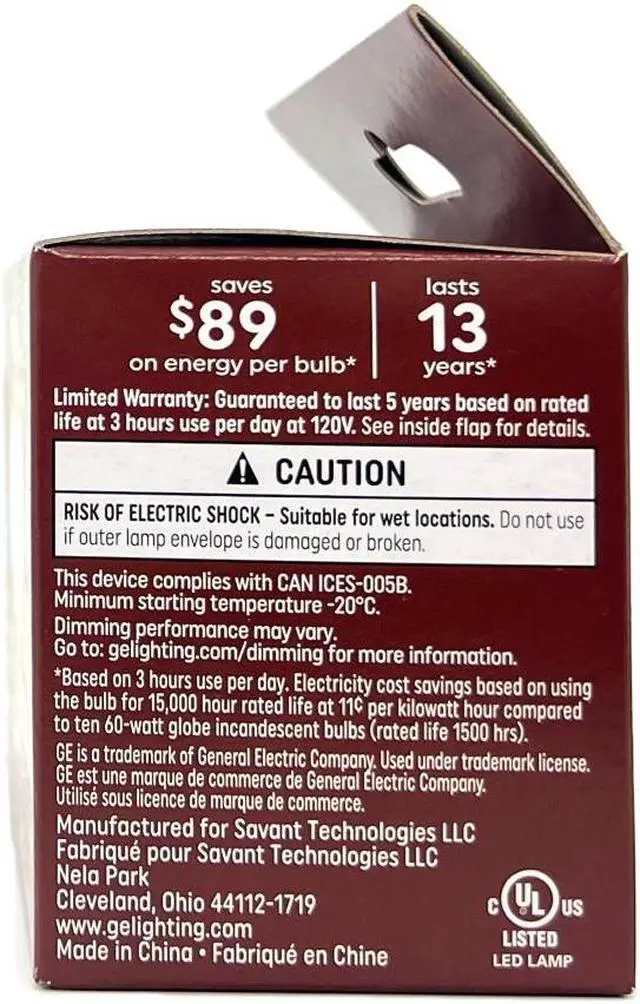 saves
$89
on energy per bulb*
lasts
13
years*
Limited Warranty: Guaranteed to last 5 years based on rated
life at 3 hours use per day at 120V. See inside flap for details.
CAUTION
RISK OF ELECTRIC SHOCK – Suitable for wet locations. Do not use
if outer lamp envelope is damaged or broken.
This device complies with CAN ICES-005B.
Minimum starting temperature -20°C.
Dimming performance may vary.
Go to: gelighting.com/dimming for more information.
*Based on 3 hours use per day. Electricity cost savings based on using
the bulb for 15,000 hour rated life at 11¢ per kilowatt hour compared
to ten 60-watt globe incandescent bulbs (rated life 1500 hrs).
GE is a trademark of General Electric Company. Used under trademark license.
GE est une marque de commerce de General Electric Company.
Utilisé sous licence de marque de commerce.
Manufactured for Savant Technologies LLC
Fabriqué pour Savant Technologies LLC
Nela Park
Cleveland, Ohio 44112-1719
www.gelighting.com
Made in China • Fabriqué en Chine
C UL US
LISTED
LED LAMP